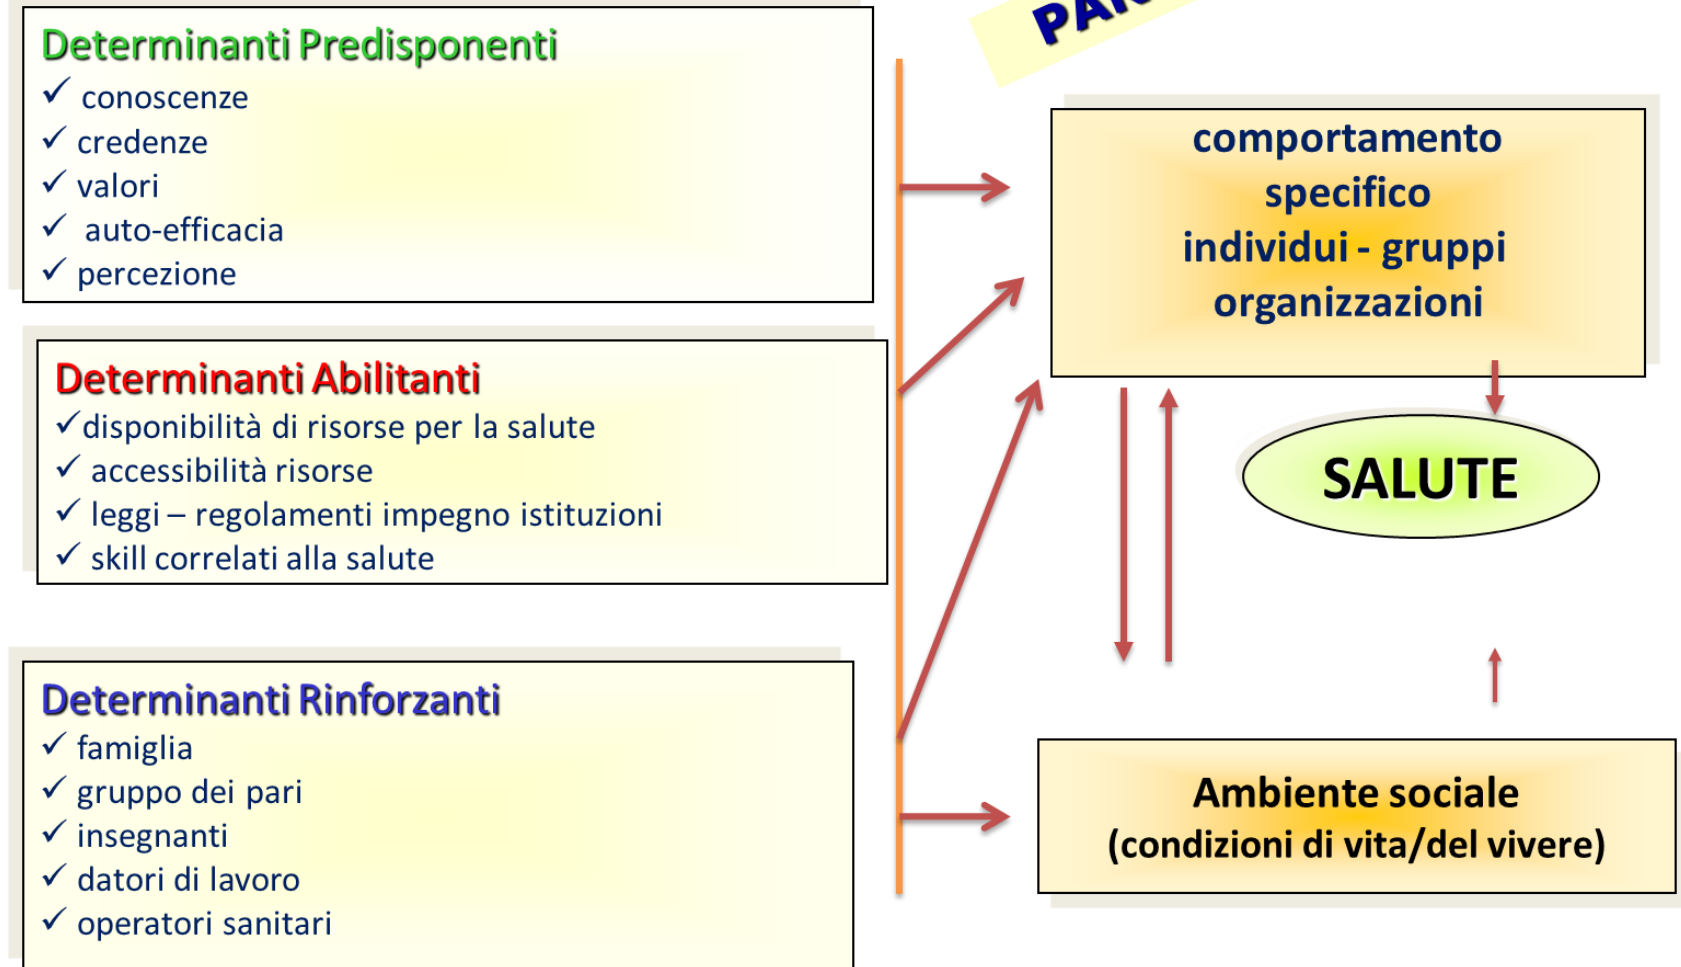 Determinanti Predisponenti
✓ conoscenze
✓ credenze
✓ valori
✓ auto-efficacia
✓ percezione
Determinanti Abilitanti
✓disponibilità di risorse per la salute
✓ accessibilità risorse
✓ leggi – regolamenti impegno istituzioni
✓ skill correlati alla salute
Determinanti Rinforzanti
✓ famiglia
✓ gruppo dei pari
✓ insegnanti
✓ datori di lavoro
✓ operatori sanitari
comportamento
specifico
individui - gruppi
organizzazioni
SALUTE
Ambiente sociale
(condizioni di vita/del vivere)